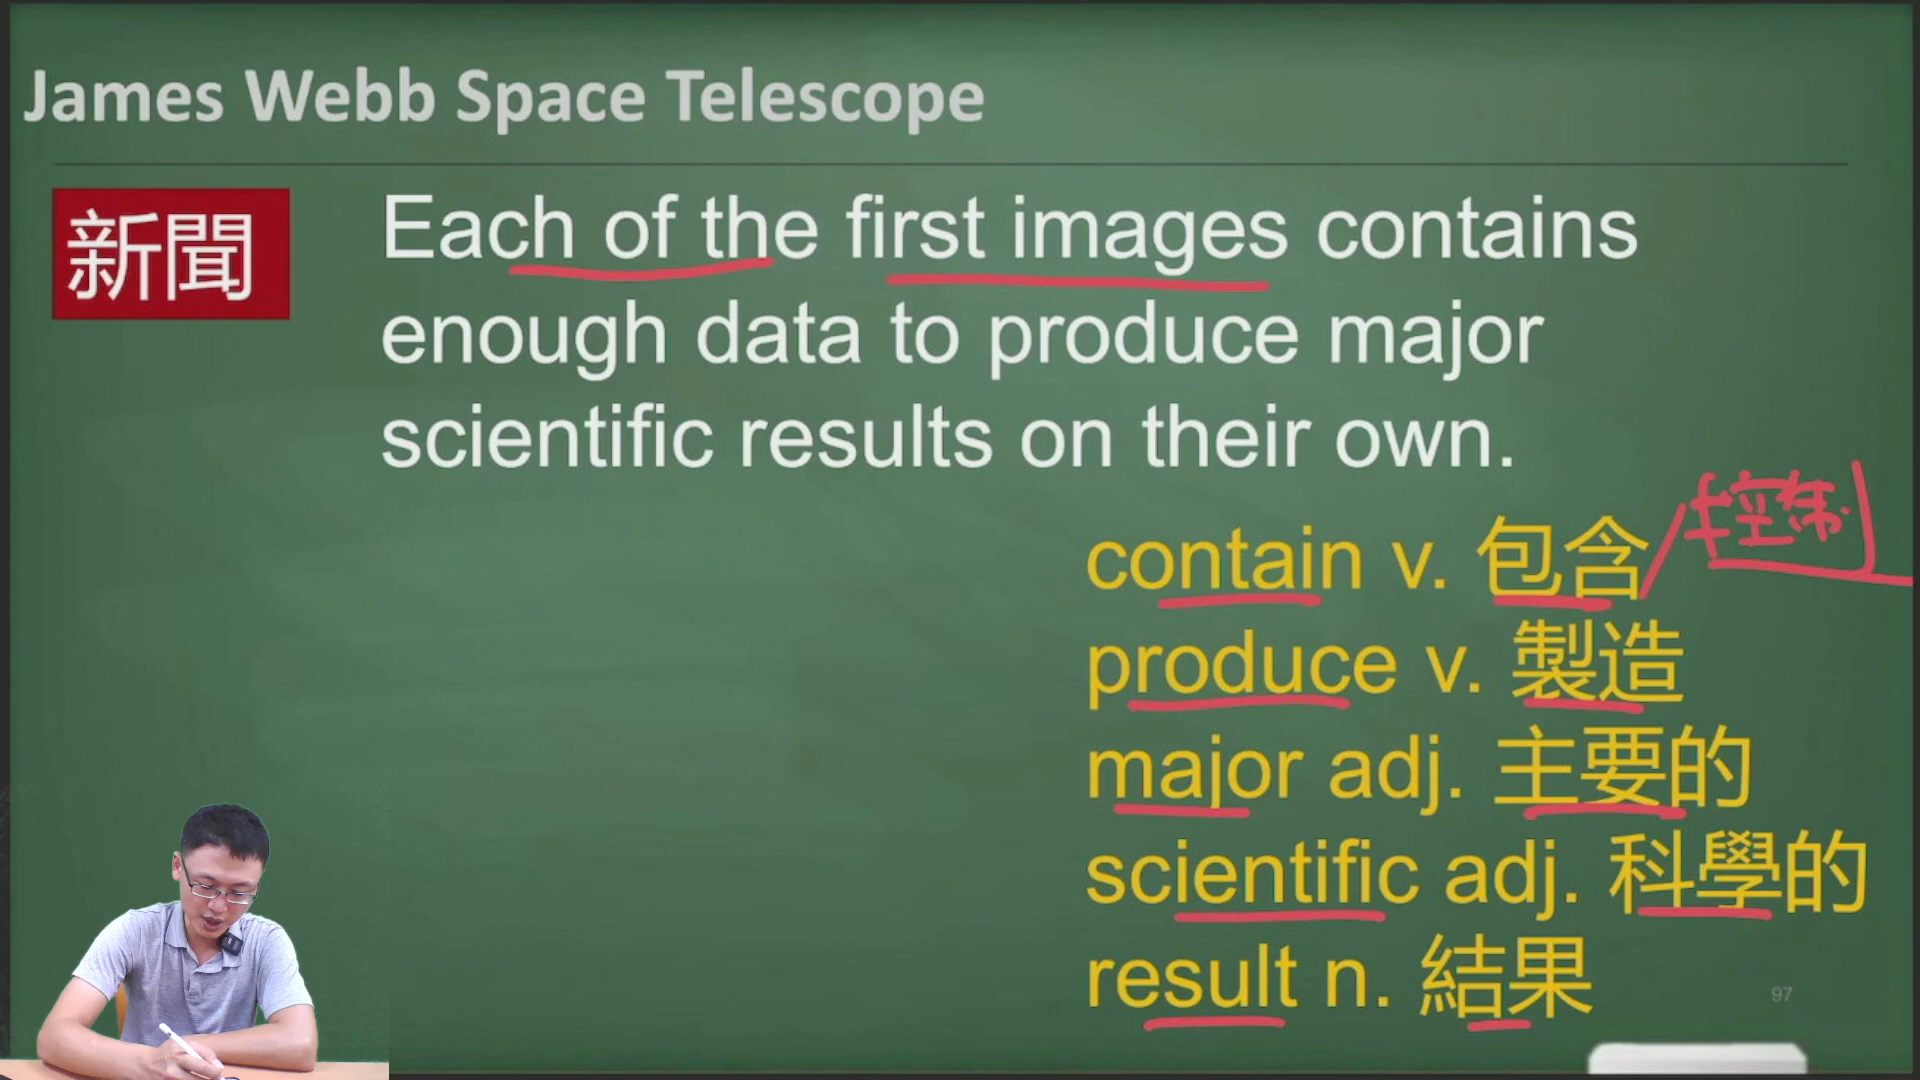 James Webb Space Telescope
新聞
Each of the first images contains
enough data to produce major
scientific results on their own.
contain v. 包含/控制
produce v. 製造
major adj. 主要的
scientific adj. 科學的
result n. 結果
97